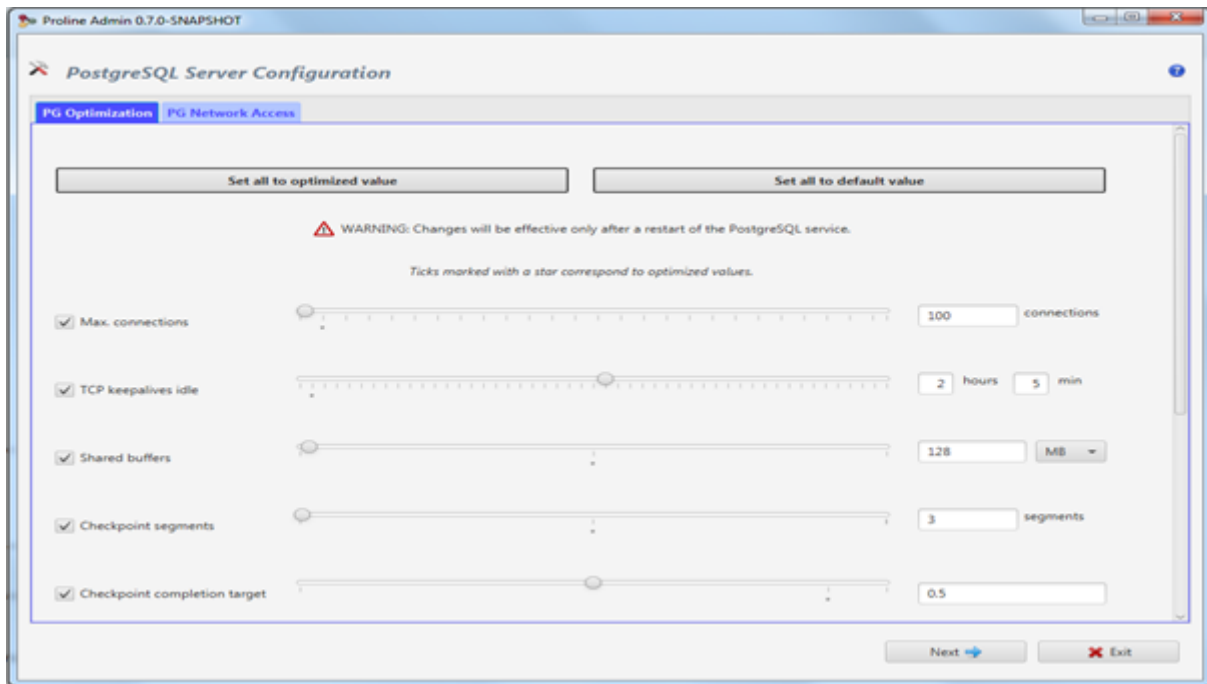 Proline Admin 0.7.0-SNAPSHOT
PostgreSQL Server Configuration
?
PG Optimization PG Network Access
Set all to optimized value Set all to default value
WARNING: Changes will be effective only after a restart of the PostgreSQL service.
Ticks marked with a star correspond to optimized values.
Max. connections 100 connections
TCP keepalives idle 2 hours 5 min
Shared buffers 128 MB
Checkpoint segments 3 segments
Checkpoint completion target 0.5
Next Exit